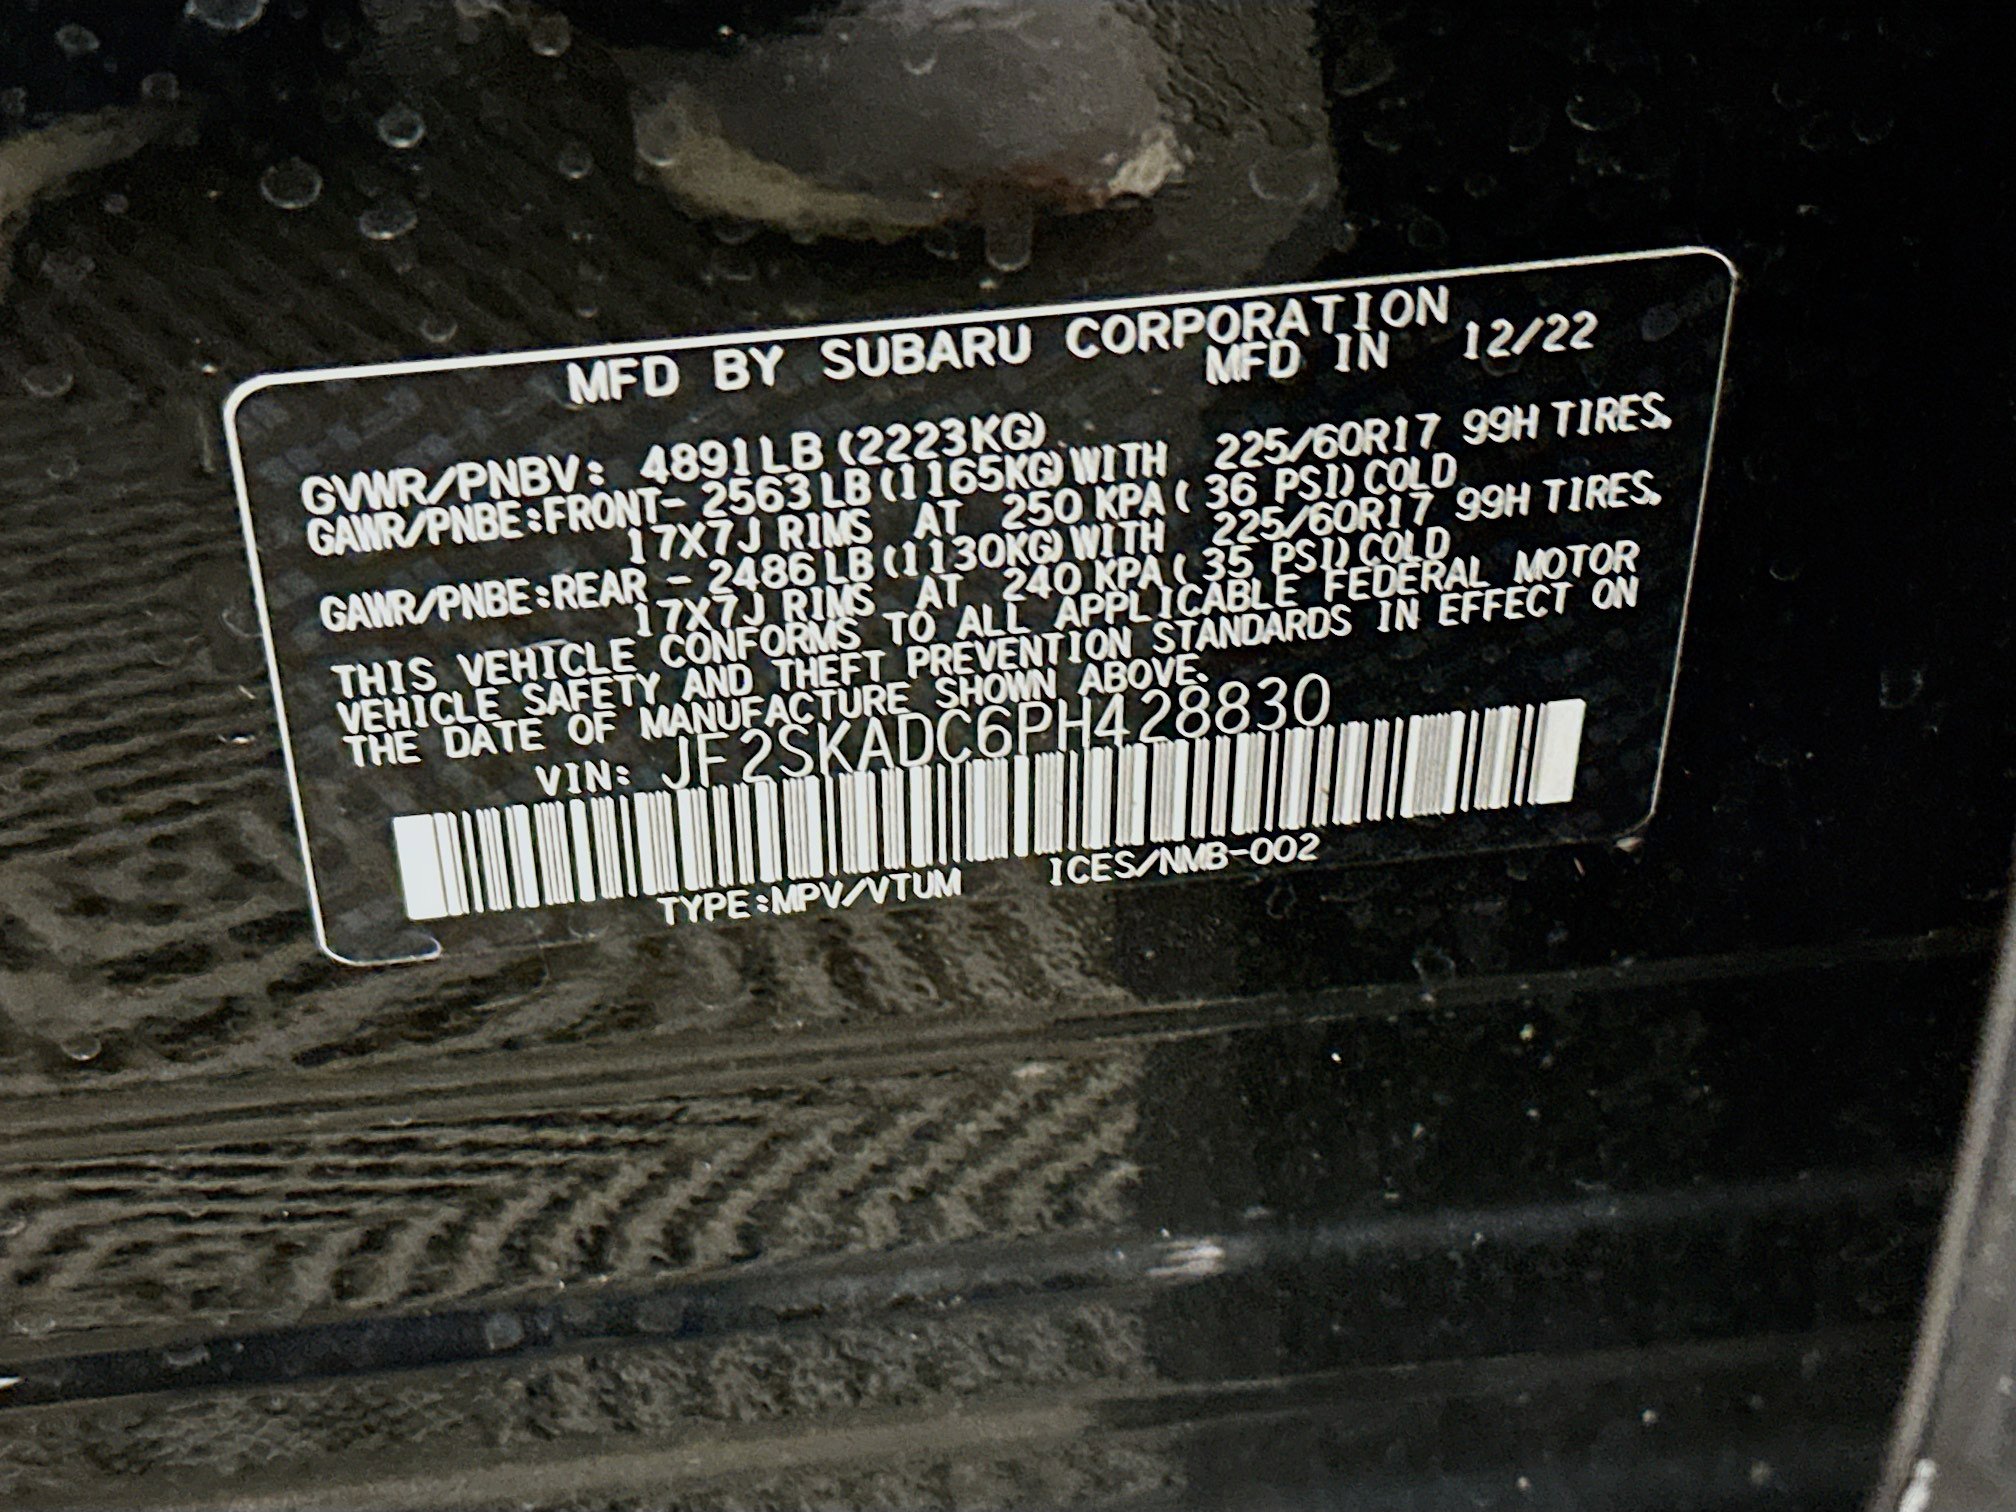 MFD BY SUBARU CORPORATION
MFD IN 12/22
GVWR/PNBV: 4891LB (2223KG)
GAWR/PNBE:FRONT- 2563LB(1165KG)WITH 225/60R17 99H TIRES,
17X7J RIMS AT 250 KPA( 36 PSI)COLD
GAWR/PNBE:REAR - 2486LB(1130KG)WITH 225/60R17 99H TIRES,
17X7J RIMS AT 240 KPA( 35 PSI)COLD
THIS VEHICLE CONFORMS TO ALL APPLICABLE FEDERAL MOTOR
VEHICLE SAFETY AND THEFT PREVENTION STANDARDS IN EFFECT ON
THE DATE OF MANUFACTURE SHOWN ABOVE.
VIN: JF2SKADC6PH428830
TYPE:MPV/VTUM ICES/NMB-002